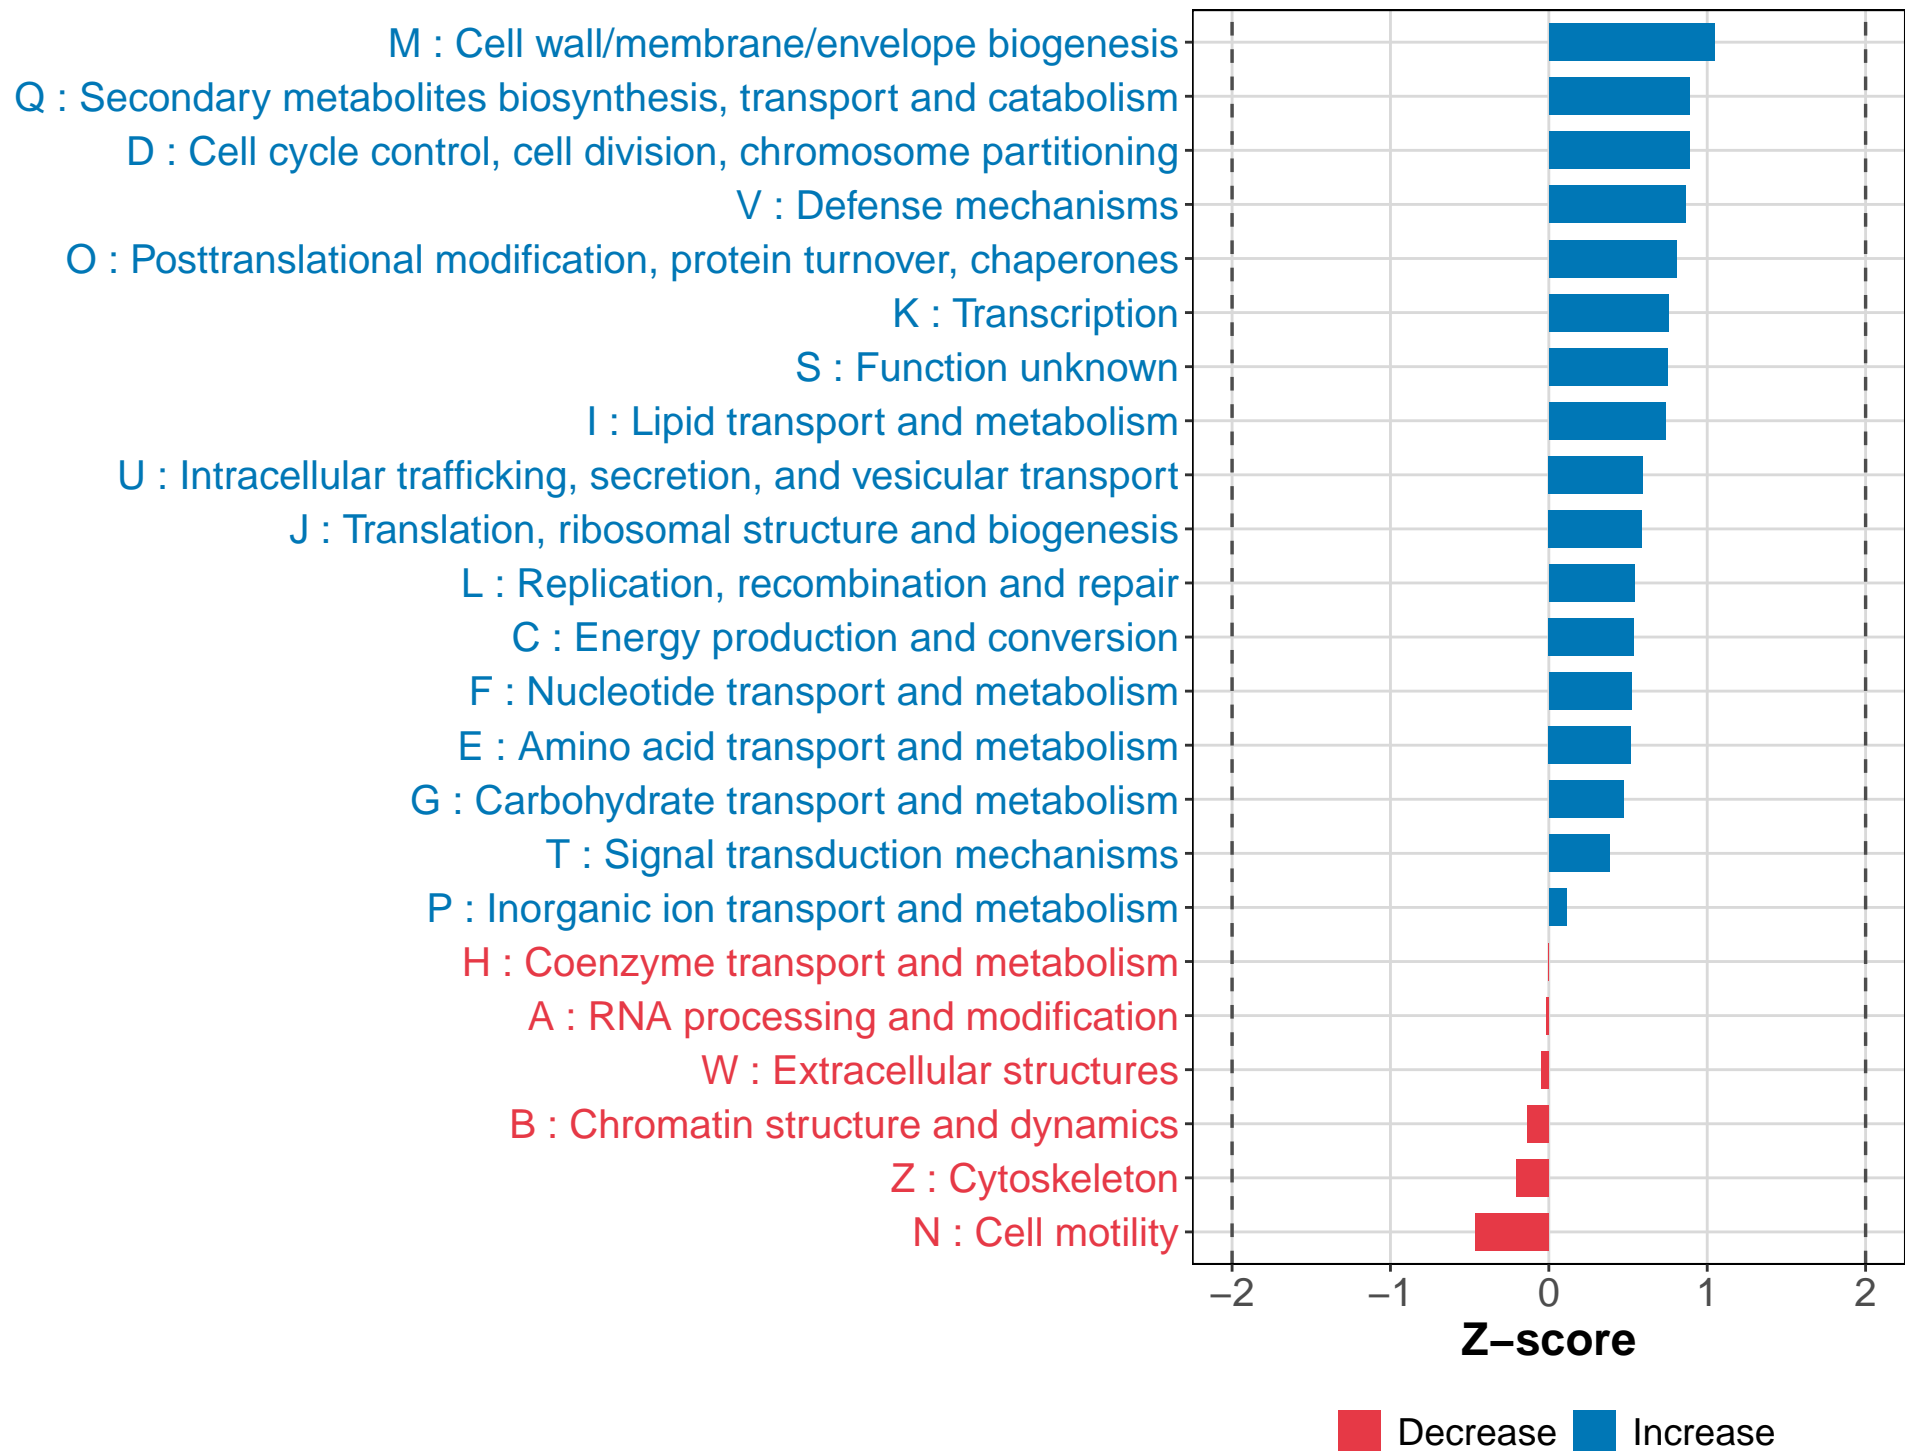 M : Cell wall/membrane/envelope biogenesis
Q : Secondary metabolites biosynthesis, transport and catabolism
D : Cell cycle control, cell division, chromosome partitioning
V : Defense mechanisms
O : Posttranslational modification, protein turnover, chaperones
K : Transcription
S : Function unknown
I : Lipid transport and metabolism
U : Intracellular trafficking, secretion, and vesicular transport
J : Translation, ribosomal structure and biogenesis
L : Replication, recombination and repair
C : Energy production and conversion
F : Nucleotide transport and metabolism
E : Amino acid transport and metabolism
G : Carbohydrate transport and metabolism
T : Signal transduction mechanisms
P : Inorganic ion transport and metabolism
H : Coenzyme transport and metabolism
A : RNA processing and modification
W : Extracellular structures
B : Chromatin structure and dynamics
Z : Cytoskeleton
N : Cell motility
−2 −1 0 1 2
Z−score
Decrease Increase